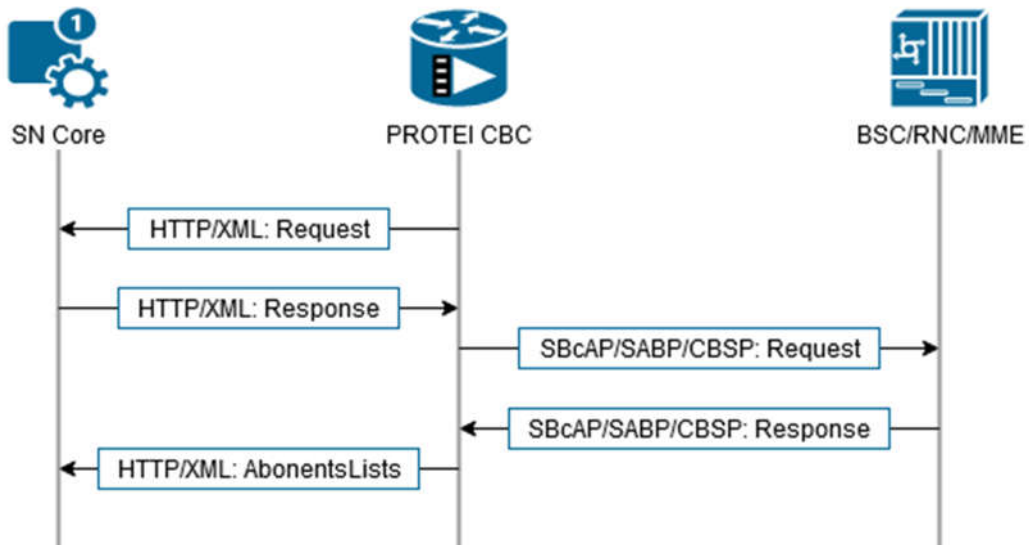 1
SN Core
PROTEI CBC
BSC/RNC/MME
HTTP/XML: Request
HTTP/XML: Response
SBcAP/SABP/CBSP: Request
SBcAP/SABP/CBSP: Response
HTTP/XML: AbonentsLists